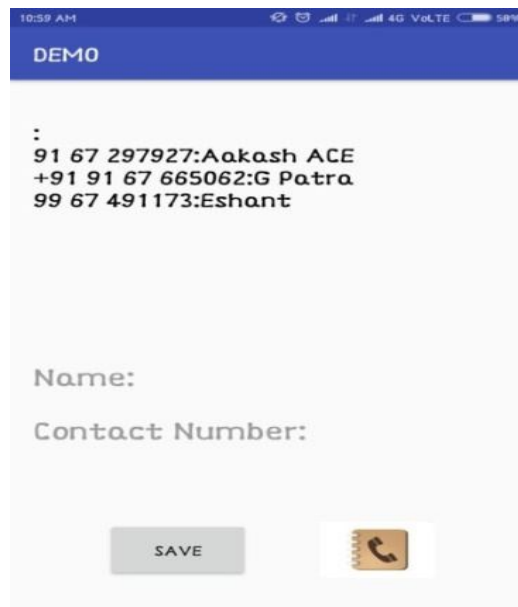 10:59 AM 4G VoLTE 58%
DEMO
:
91 67 297927:Aakash ACE
+91 91 67 665062:G Patra
99 67 491173:Eshant
Name:
Contact Number:
SAVE